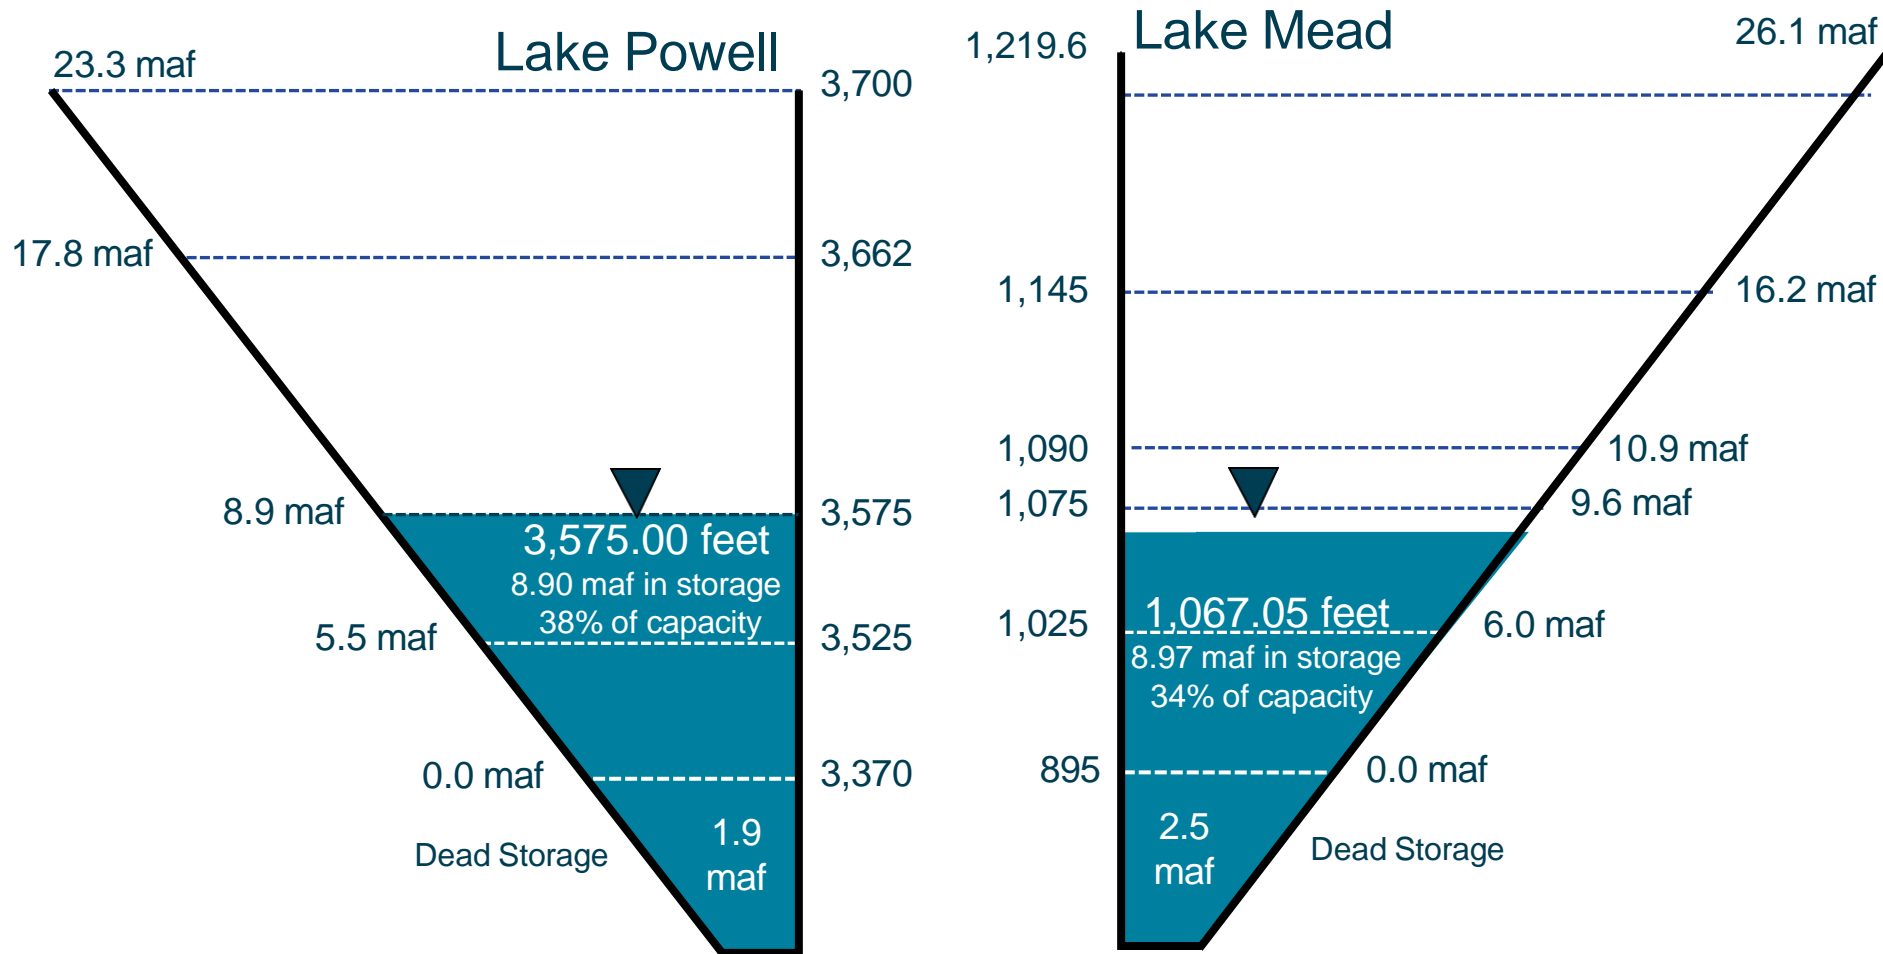 Lake Powell
23.3 maf
3,700
17.8 maf
3,662
8.9 maf
3,575
3,575.00 feet
8.90 maf in storage
38% of capacity
5.5 maf
3,525
0.0 maf
3,370
Dead Storage
1.9
maf
Lake Mead
1,219.6
26.1 maf
1,145
16.2 maf
1,090
10.9 maf
1,075
9.6 maf
1,067.05 feet
1,025
6.0 maf
8.97 maf in storage
34% of capacity
895
0.0 maf
2.5
maf
Dead Storage